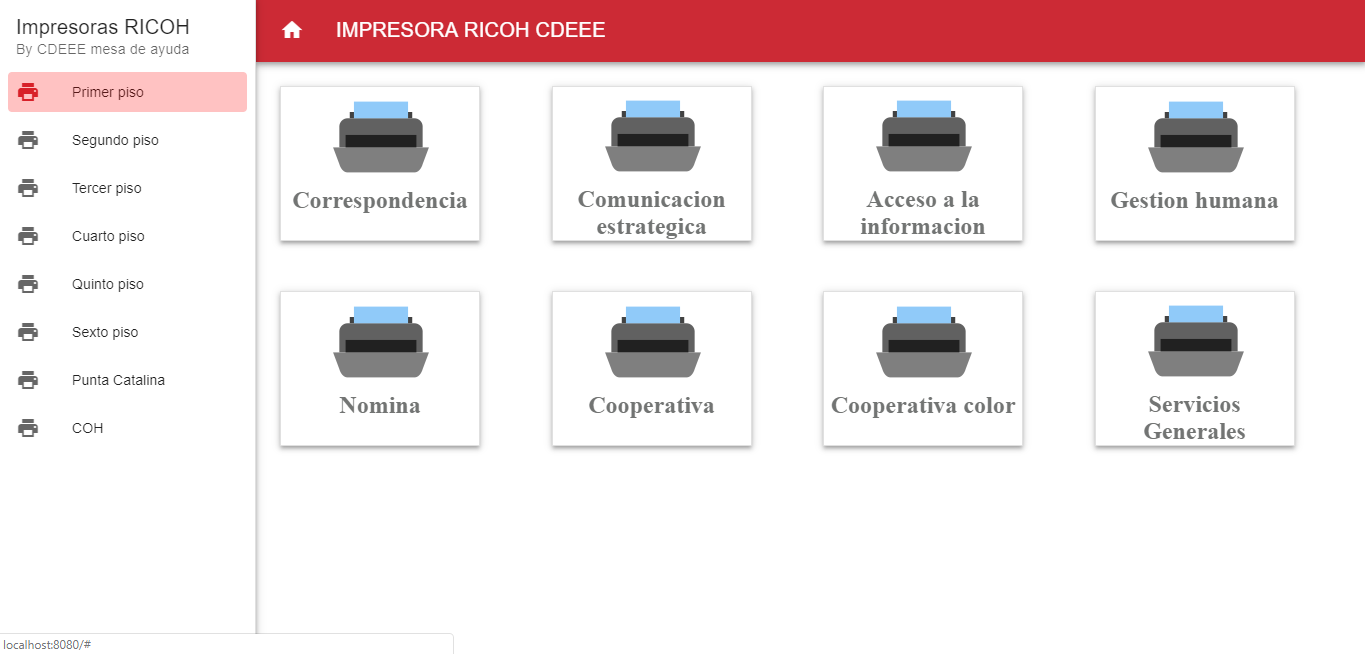 Impresoras RICOH
By CDEEE mesa de ayuda
Primer piso
Segundo piso
Tercer piso
Cuarto piso
Quinto piso
Sexto piso
Punta Catalina
COH
IMPRESORA RICOH CDEEE
Correspondencia
Comunicacion
estrategica
Acceso a la
informacion
Gestion humana
Nomina
Cooperativa
Cooperativa color
Servicios
Generales
localhost:8080/#